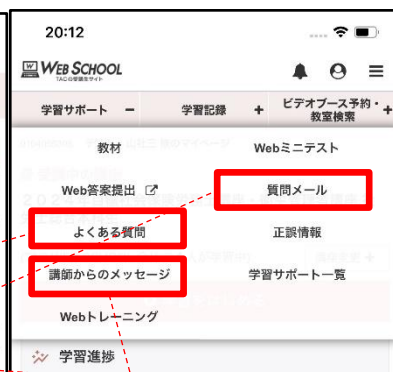 20:12
WEB SCHOOL
TACの受講生サイト
学習サポート − 学習記録 + ビデオブース予約・教室検索 +
教材 Webミニテスト
Web答案提出 質問メール
よくある質問 正誤情報
講師からのメッセージ 学習サポート一覧
Webトレーニング
学習進捗